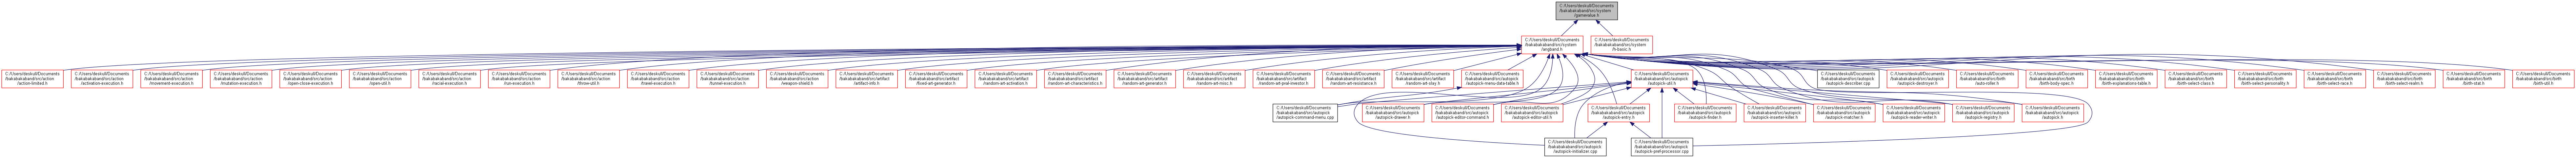 C:/Users/deskull/Documents
/bakabakaband/src/system
/gamevalue.h
C:/Users/deskull/Documents
/bakabakaband/src/system
/angband.h
C:/Users/deskull/Documents
/bakabakaband/src/system
/h-basic.h
C:/Users/deskull/Documents
/bakabakaband/src/action
/action-limited.h
C:/Users/deskull/Documents
/bakabakaband/src/action
/activation-execution.h
C:/Users/deskull/Documents
/bakabakaband/src/action
/movement-execution.h
C:/Users/deskull/Documents
/bakabakaband/src/action
/mutation-execution.h
C:/Users/deskull/Documents
/bakabakaband/src/action
/open-close-execution.h
C:/Users/deskull/Documents
/bakabakaband/src/action
/open-util.h
C:/Users/deskull/Documents
/bakabakaband/src/action
/racial-execution.h
C:/Users/deskull/Documents
/bakabakaband/src/action
/run-execution.h
C:/Users/deskull/Documents
/bakabakaband/src/action
/throw-util.h
C:/Users/deskull/Documents
/bakabakaband/src/action
/travel-execution.h
C:/Users/deskull/Documents
/bakabakaband/src/action
/tunnel-execution.h
C:/Users/deskull/Documents
/bakabakaband/src/action
/weapon-shield.h
C:/Users/deskull/Documents
/bakabakaband/src/artifact
/artifact-info.h
C:/Users/deskull/Documents
/bakabakaband/src/artifact
/fixed-art-generator.h
C:/Users/deskull/Documents
/bakabakaband/src/artifact
/random-art-activation.h
C:/Users/deskull/Documents
/bakabakaband/src/artifact
/random-art-characteristics.h
C:/Users/deskull/Documents
/bakabakaband/src/artifact
/random-art-generator.h
C:/Users/deskull/Documents
/bakabakaband/src/artifact
/random-art-misc.h
C:/Users/deskull/Documents
/bakabakaband/src/artifact
/random-art-pval-investor.h
C:/Users/deskull/Documents
/bakabakaband/src/artifact
/random-art-resistance.h
C:/Users/deskull/Documents
/bakabakaband/src/artifact
/random-art-slay.h
C:/Users/deskull/Documents
/bakabakaband/src/autopick
/autopick-menu-data-table.h
C:/Users/deskull/Documents
/bakabakaband/src/autopick
/autopick-util.h
C:/Users/deskull/Documents
/bakabakaband/src/autopick
/autopick-describer.cpp
C:/Users/deskull/Documents
/bakabakaband/src/autopick
/autopick-destroyer.h
C:/Users/deskull/Documents
/bakabakaband/src/birth
/auto-roller.h
C:/Users/deskull/Documents
/bakabakaband/src/birth
/birth-body-spec.h
C:/Users/deskull/Documents
/bakabakaband/src/birth
/birth-explanations-table.h
C:/Users/deskull/Documents
/bakabakaband/src/birth
/birth-select-class.h
C:/Users/deskull/Documents
/bakabakaband/src/birth
/birth-select-personality.h
C:/Users/deskull/Documents
/bakabakaband/src/birth
/birth-select-race.h
C:/Users/deskull/Documents
/bakabakaband/src/birth
/birth-select-realm.h
C:/Users/deskull/Documents
/bakabakaband/src/birth
/birth-stat.h
C:/Users/deskull/Documents
/bakabakaband/src/birth
/birth-util.h
C:/Users/deskull/Documents
/bakabakaband/src/autopick
/autopick-command-menu.cpp
C:/Users/deskull/Documents
/bakabakaband/src/autopick
/autopick-drawer.h
C:/Users/deskull/Documents
/bakabakaband/src/autopick
/autopick-editor-command.h
C:/Users/deskull/Documents
/bakabakaband/src/autopick
/autopick-editor-util.h
C:/Users/deskull/Documents
/bakabakaband/src/autopick
/autopick-entry.h
C:/Users/deskull/Documents
/bakabakaband/src/autopick
/autopick-finder.h
C:/Users/deskull/Documents
/bakabakaband/src/autopick
/autopick-inserter-killer.h
C:/Users/deskull/Documents
/bakabakaband/src/autopick
/autopick-matcher.h
C:/Users/deskull/Documents
/bakabakaband/src/autopick
/autopick-reader-writer.h
C:/Users/deskull/Documents
/bakabakaband/src/autopick
/autopick-registry.h
C:/Users/deskull/Documents
/bakabakaband/src/autopick
/autopick.h
C:/Users/deskull/Documents
/bakabakaband/src/autopick
/autopick-initializer.cpp
C:/Users/deskull/Documents
/bakabakaband/src/autopick
/autopick-pref-processor.cpp